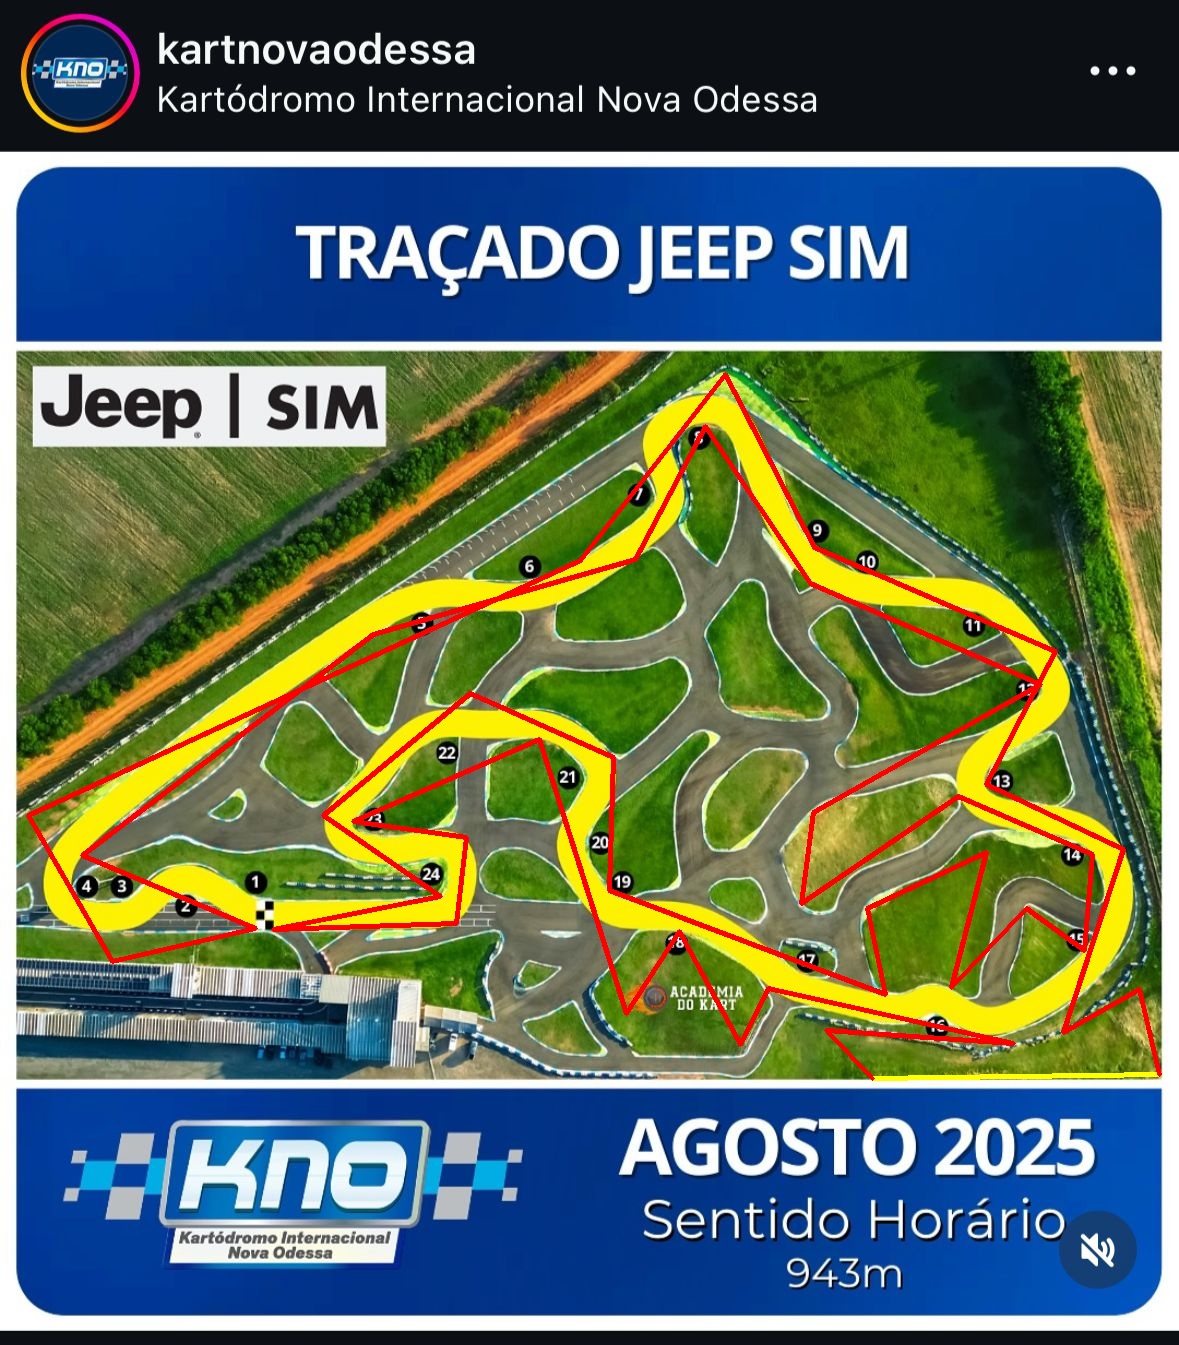 kartnovaodessa
Kartódromo Internacional Nova Odessa
KNO
TRAÇADO JEEP SIM
Jeep | SIM
8
7
9
6
10
5
11
12
22
21
13
23
20
14
24
19
1
4
3
2
15
18
17
ACADEMIA
DO KART
16
KNO
Kartódromo Internacional
Nova Odessa
AGOSTO 2025
Sentido Horário
943m